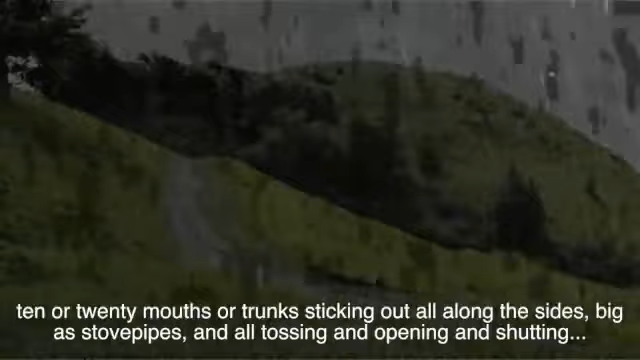 ten or twenty mouths or trunks sticking out all along the sides, big
as stovepipes, and all tossing and opening and shutting...